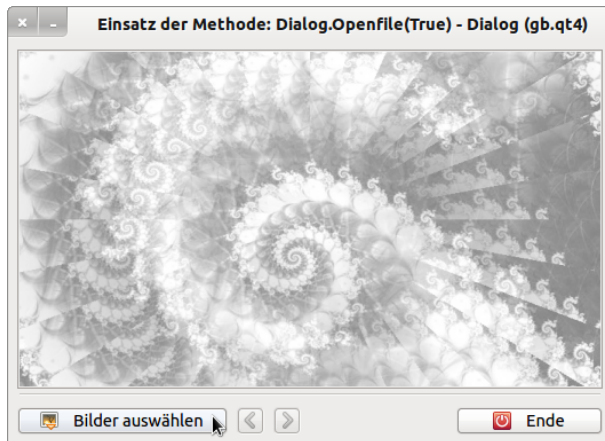 Einsatz der Methode: Dialog.Openfile(True) - Dialog (gb.qt4)
Bilder auswählen
Ende